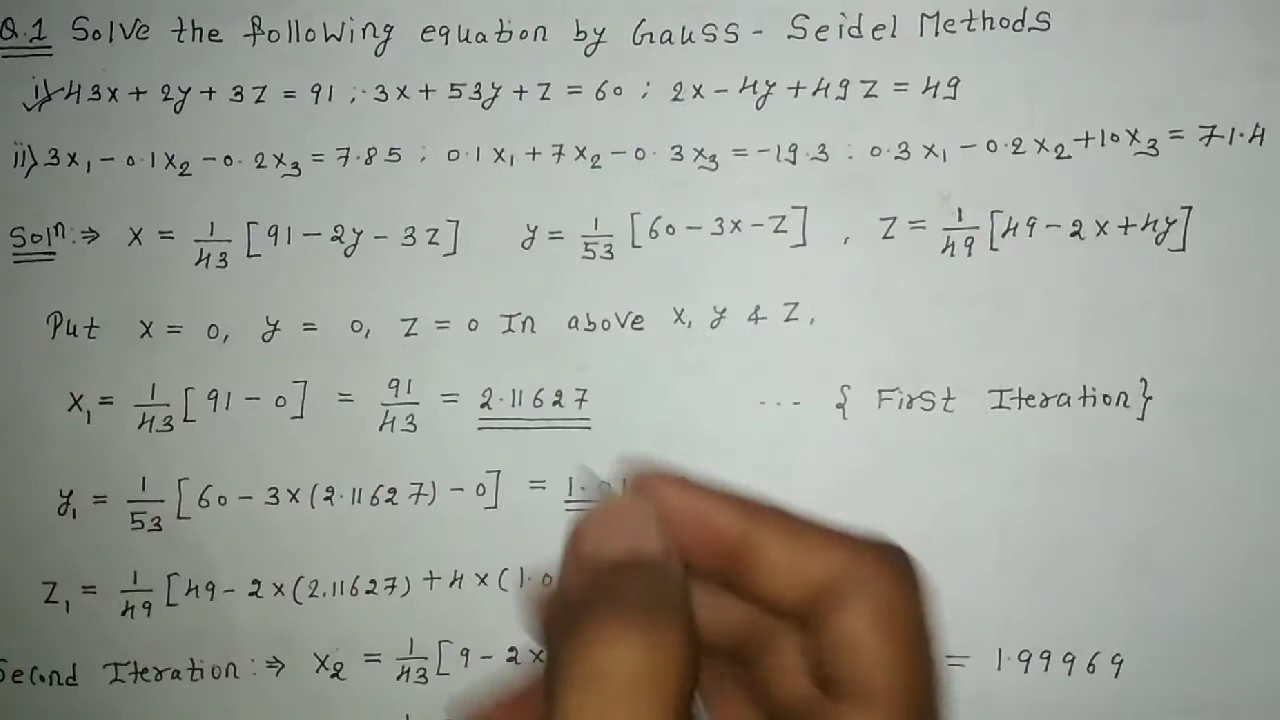 Q.1 Solve the following equation by Gauss - Seidel Methods
i) 43x + 2y + 3z = 91 ; 3x + 53y + z = 60 ; 2x - 4y + 49z = 49
ii) 3x₁ - 0.1x₂ - 0.2x₃ = 7.85 ; 0.1x₁ + 7x₂ - 0.3x₃ = -19.3 : 0.3x₁ - 0.2x₂ + 10x₃ = 71.4
Solⁿ:⇒ x = 1/43 [91 - 2y - 3z] y = 1/53 [60 - 3x - z] , z = 1/49 [49 - 2x + 4y]
Put x = 0, y = 0, z = 0 In above x, y & z,
x₁ = 1/43 [91 - 0] = 91/43 = 2.11627 ... { First Iteration}
y₁ = 1/53 [60 - 3×(2.11627) - 0] = 1.01
z₁ = 1/49 [49 - 2×(2.11627) + 4×(1.0
Second Iteration:⇒ x₂ = 1/43 [9 - 2× = 1.99969